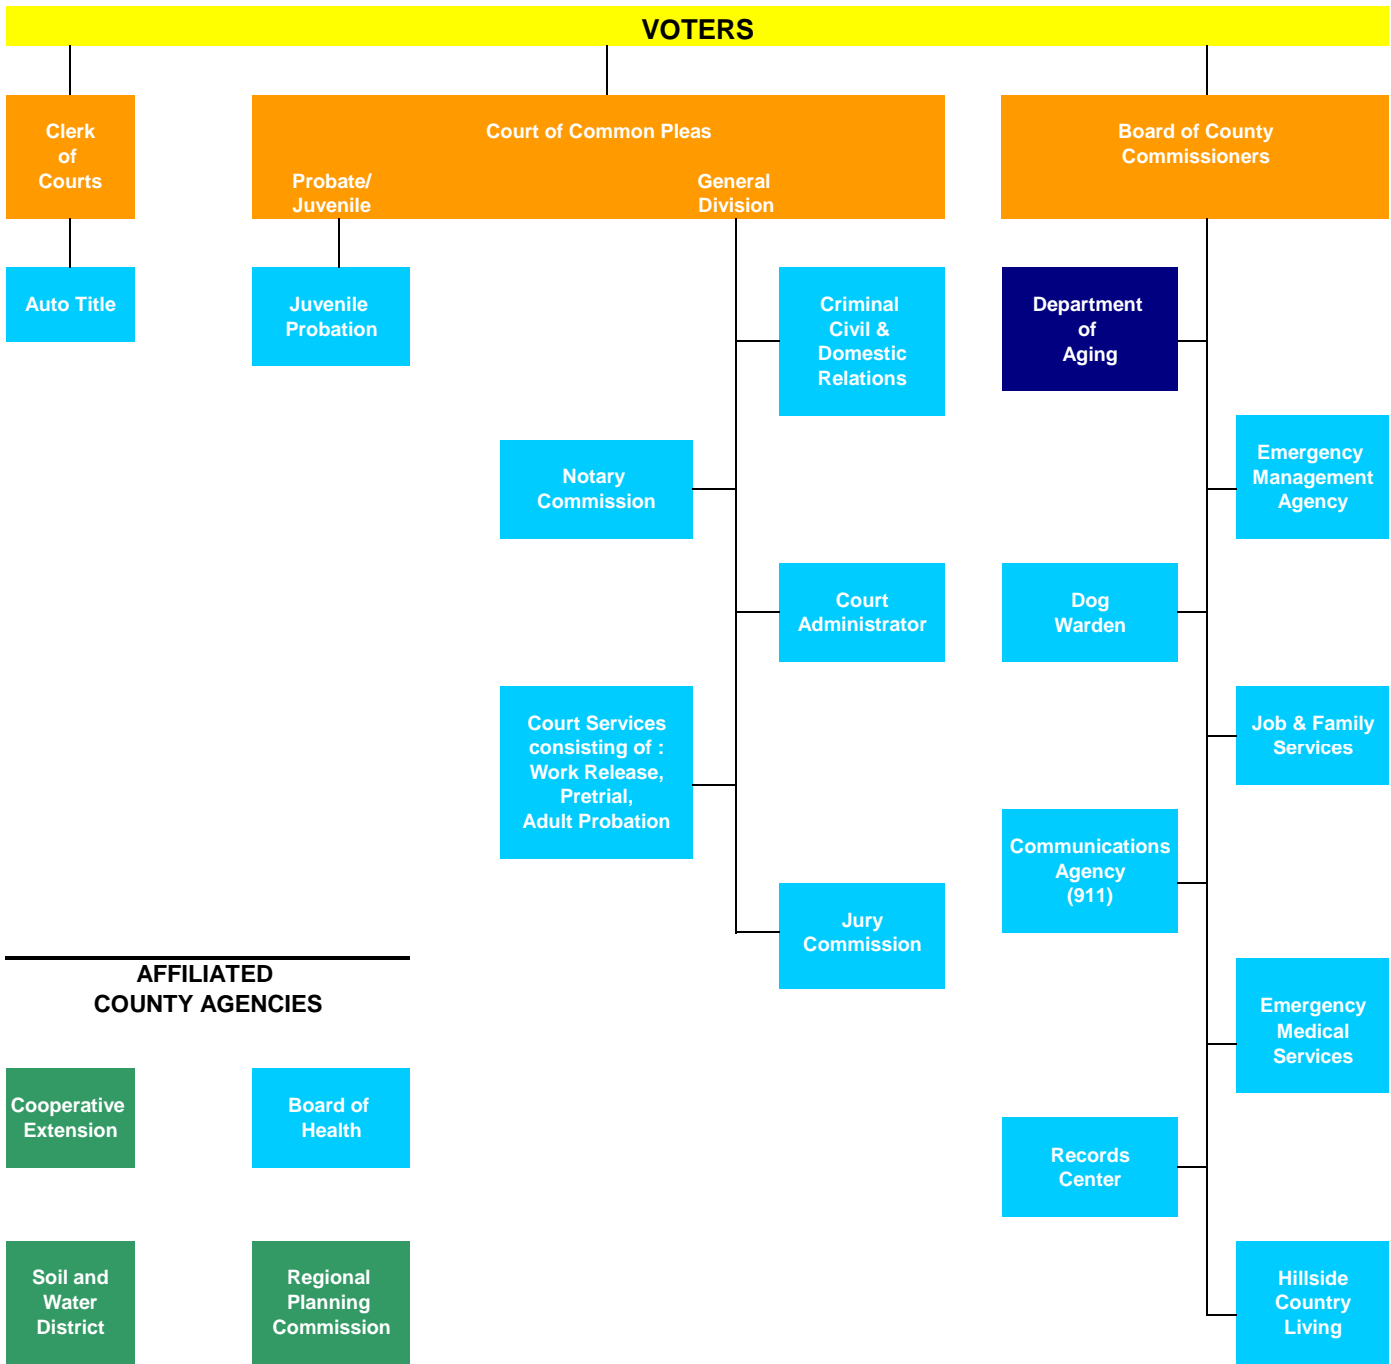 VOTERS
Clerk
of
Courts
Court of Common Pleas
Probate/
Juvenile
General
Division
Board of County
Commissioners
Auto Title
Juvenile
Probation
Criminal
Civil &
Domestic
Relations
Department
of
Aging
Notary
Commission
Emergency
Management
Agency
Court
Administrator
Dog
Warden
Court Services
consisting of :
Work Release,
Pretrial,
Adult Probation
Job & Family
Services
Communications
Agency
(911)
Jury
Commission
AFFILIATED
COUNTY AGENCIES
Emergency
Medical
Services
Cooperative
Extension
Board of
Health
Records
Center
Soil and
Water
District
Regional
Planning
Commission
Hillside
Country
Living